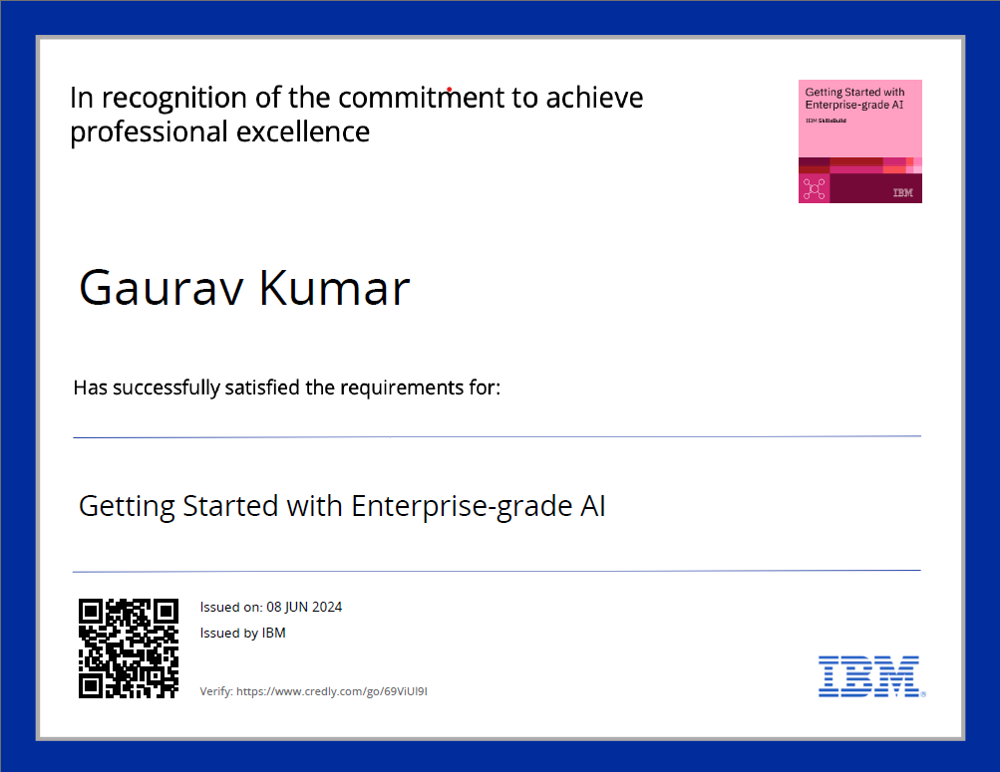 In recognition of the commitment to achieve
professional excellence
Getting Started with
Enterprise-grade AI
IBM SkillsBuild
IBM
Gaurav Kumar
Has successfully satisfied the requirements for:
Getting Started with Enterprise-grade AI
Issued on: 08 JUN 2024
Issued by IBM
Verify: https://www.credly.com/go/69ViUl9I
IBM®